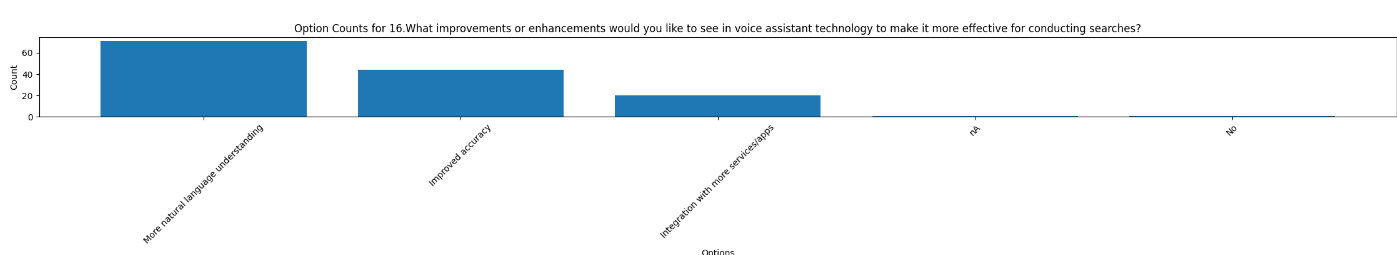 Option Counts for 16.What improvements or enhancements would you like to see in voice assistant technology to make it more effective for conducting searches?
60
40
20
0
Count
More natural language understanding
Improved accuracy
Integration with more services/apps
nA
No
Options